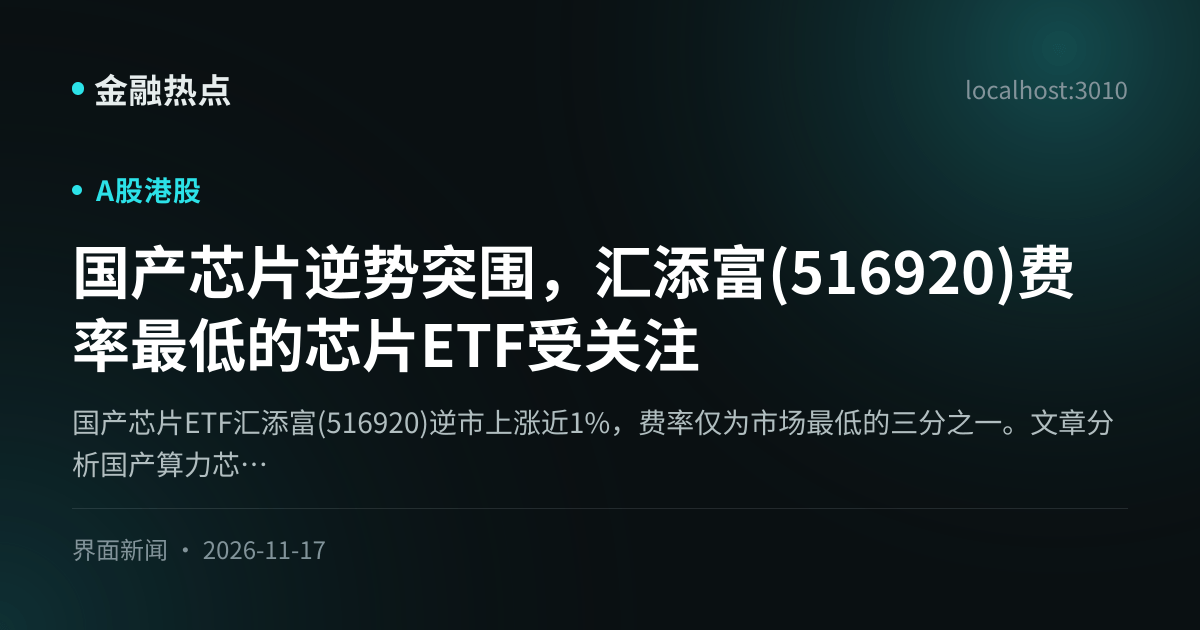 金融热点
localhost:3010
A股港股
国产芯片逆势突围，汇添富(516920)费
率最低的芯片ETF受关注
国产芯片ETF汇添富(516920)逆市上涨近1%，费率仅为市场最低的三分之一。文章分
析国产算力芯…
界面新闻 · 2026-11-17